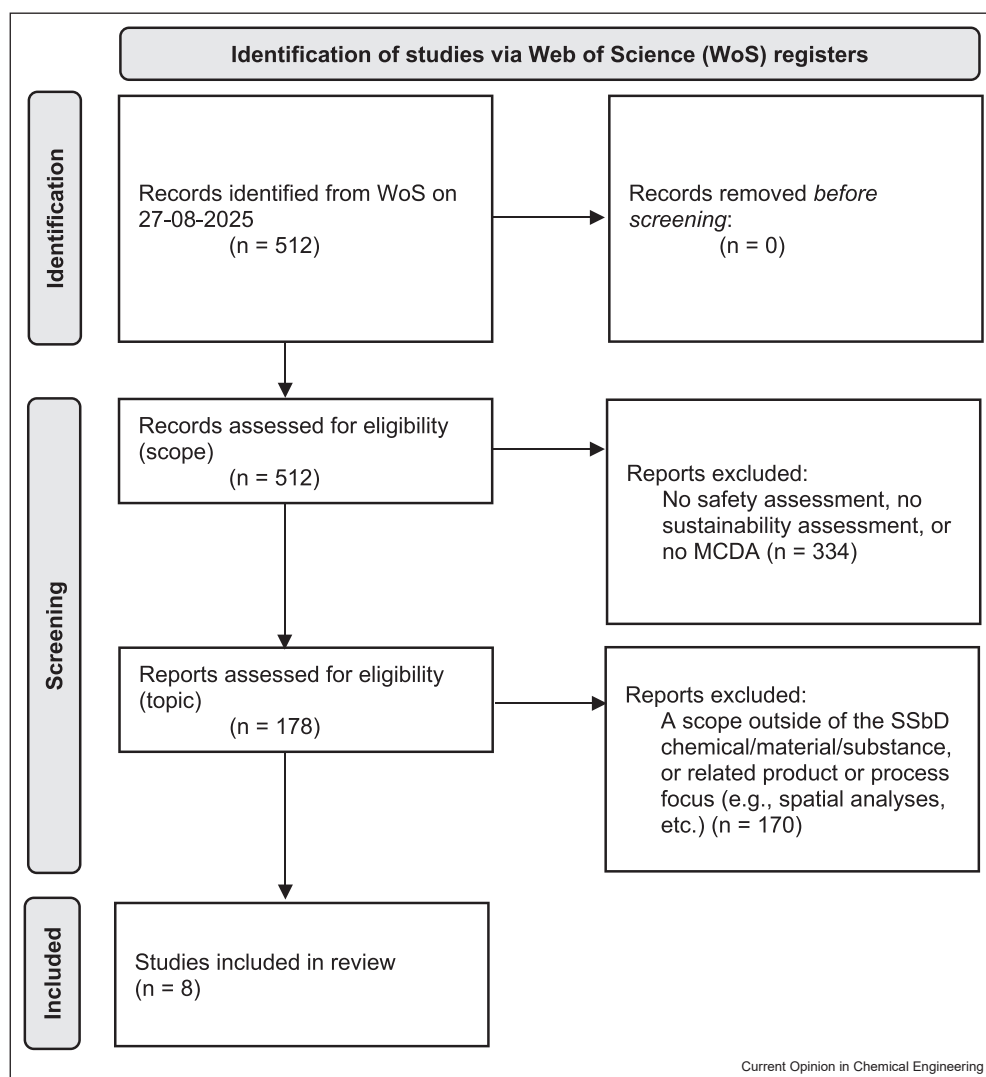 Identification of studies via Web of Science (WoS) registers
Identification
Records identified from WoS on
27-08-2025
(n = 512)
Records removed before
screening:
(n = 0)
Screening
Records assessed for eligibility
(scope)
(n = 512)
Reports excluded:
No safety assessment, no
sustainability assessment, or
no MCDA (n = 334)
Reports assessed for eligibility
(topic)
(n = 178)
Reports excluded:
A scope outside of the SSbD
chemical/material/substance,
or related product or process
focus (e.g., spatial analyses,
etc.) (n = 170)
Included
Studies included in review
(n = 8)
Current Opinion in Chemical Engineering